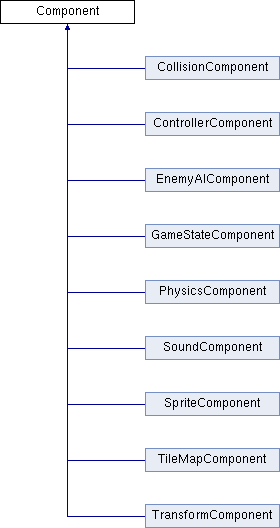 Component
CollisionComponent
ControllerComponent
EnemyAIComponent
GameStateComponent
PhysicsComponent
SoundComponent
SpriteComponent
TileMapComponent
TransformComponent